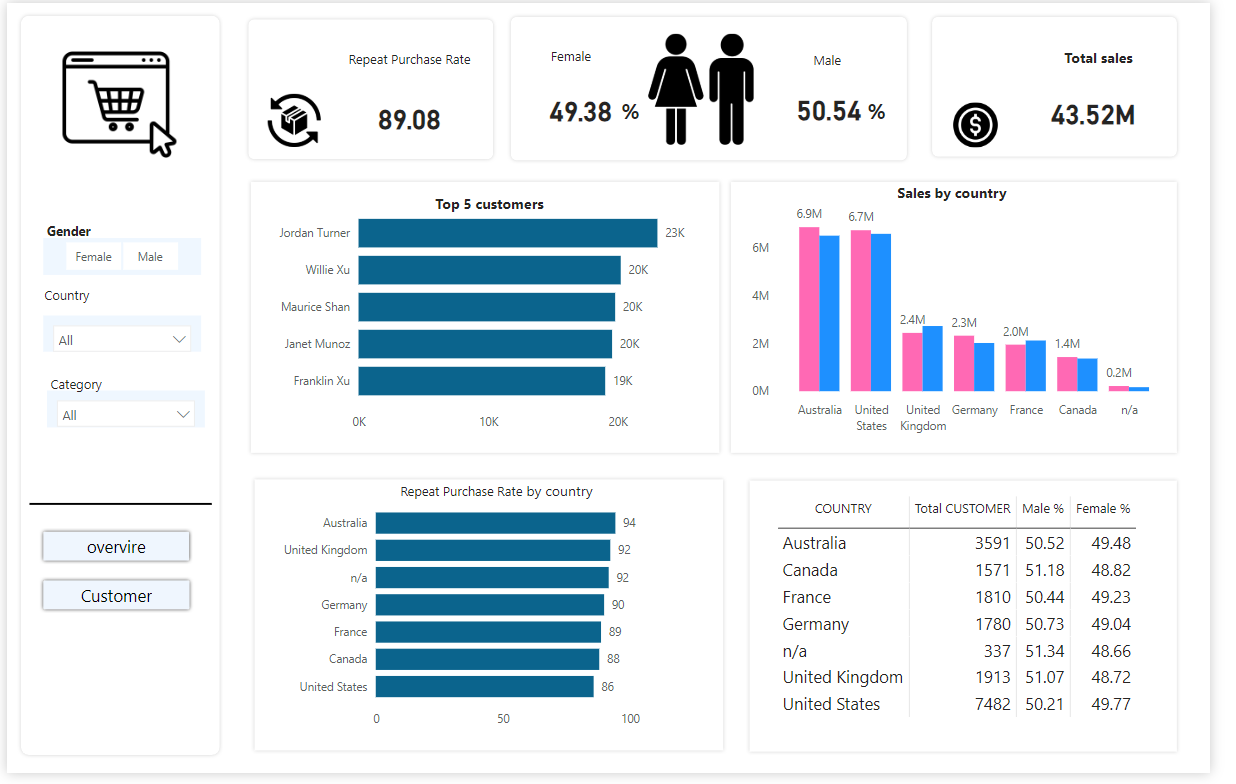 Repeat Purchase Rate
89.08
Female
49.38 %
Male
50.54 %
Total sales
43.52M
$
Gender
Female Male
Country
All
Category
All
overvire
Customer
Top 5 customers
Jordan Turner 23K
Willie Xu 20K
Maurice Shan 20K
Janet Munoz 20K
Franklin Xu 19K
0K 10K 20K
Sales by country
6.9M 6.7M 2.4M 2.3M 2.0M 1.4M 0.2M
6M
4M
2M
0M
Australia United States United Kingdom Germany France Canada n/a
Repeat Purchase Rate by country
Australia 94
United Kingdom 92
n/a 92
Germany 90
France 89
Canada 88
United States 86
0 50 100
COUNTRY Total CUSTOMER Male % Female %
Australia 3591 50.52 49.48
Canada 1571 51.18 48.82
France 1810 50.44 49.23
Germany 1780 50.73 49.04
n/a 337 51.34 48.66
United Kingdom 1913 51.07 48.72
United States 7482 50.21 49.77